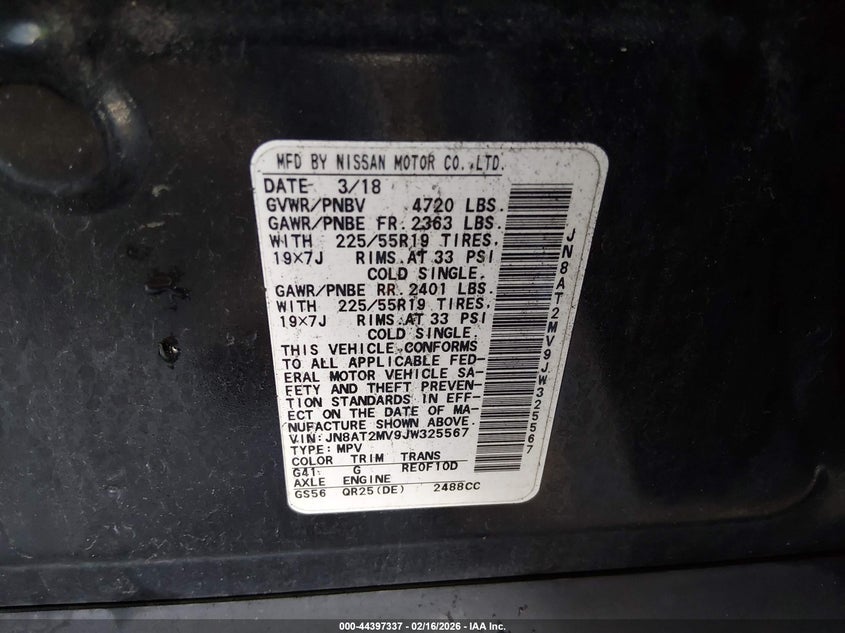 MFD BY NISSAN MOTOR CO.,LTD.
DATE 3/18
GVWR/PNBV 4720 LBS.
GAWR/PNBE FR. 2363 LBS.
WITH 225/55R19 TIRES.
19×7J RIMS.AT 33 PSI
COLD SINGLE.
GAWR/PNBE RR. 2401 LBS.
WITH 225/55R19 TIRES.
19×7J RIMS.AT 33 PSI
COLD SINGLE.
THIS VEHICLE CONFORMS
TO ALL APPLICABLE FED-
ERAL MOTOR VEHICLE SA-
FETY AND THEFT PREVEN-
TION STANDARDS IN EFF-
ECT ON THE DATE OF MA-
NUFACTURE SHOWN ABOVE.
VIN: JN8AT2MV9JW325567
TYPE: MPV
COLOR TRIM TRANS
G41 G RE0F10D
AXLE ENGINE
GS56 QR25(DE) 2488CC
JN8AT2MV9JW325567
000-44397337 - 02/16/2026 - IAA Inc.